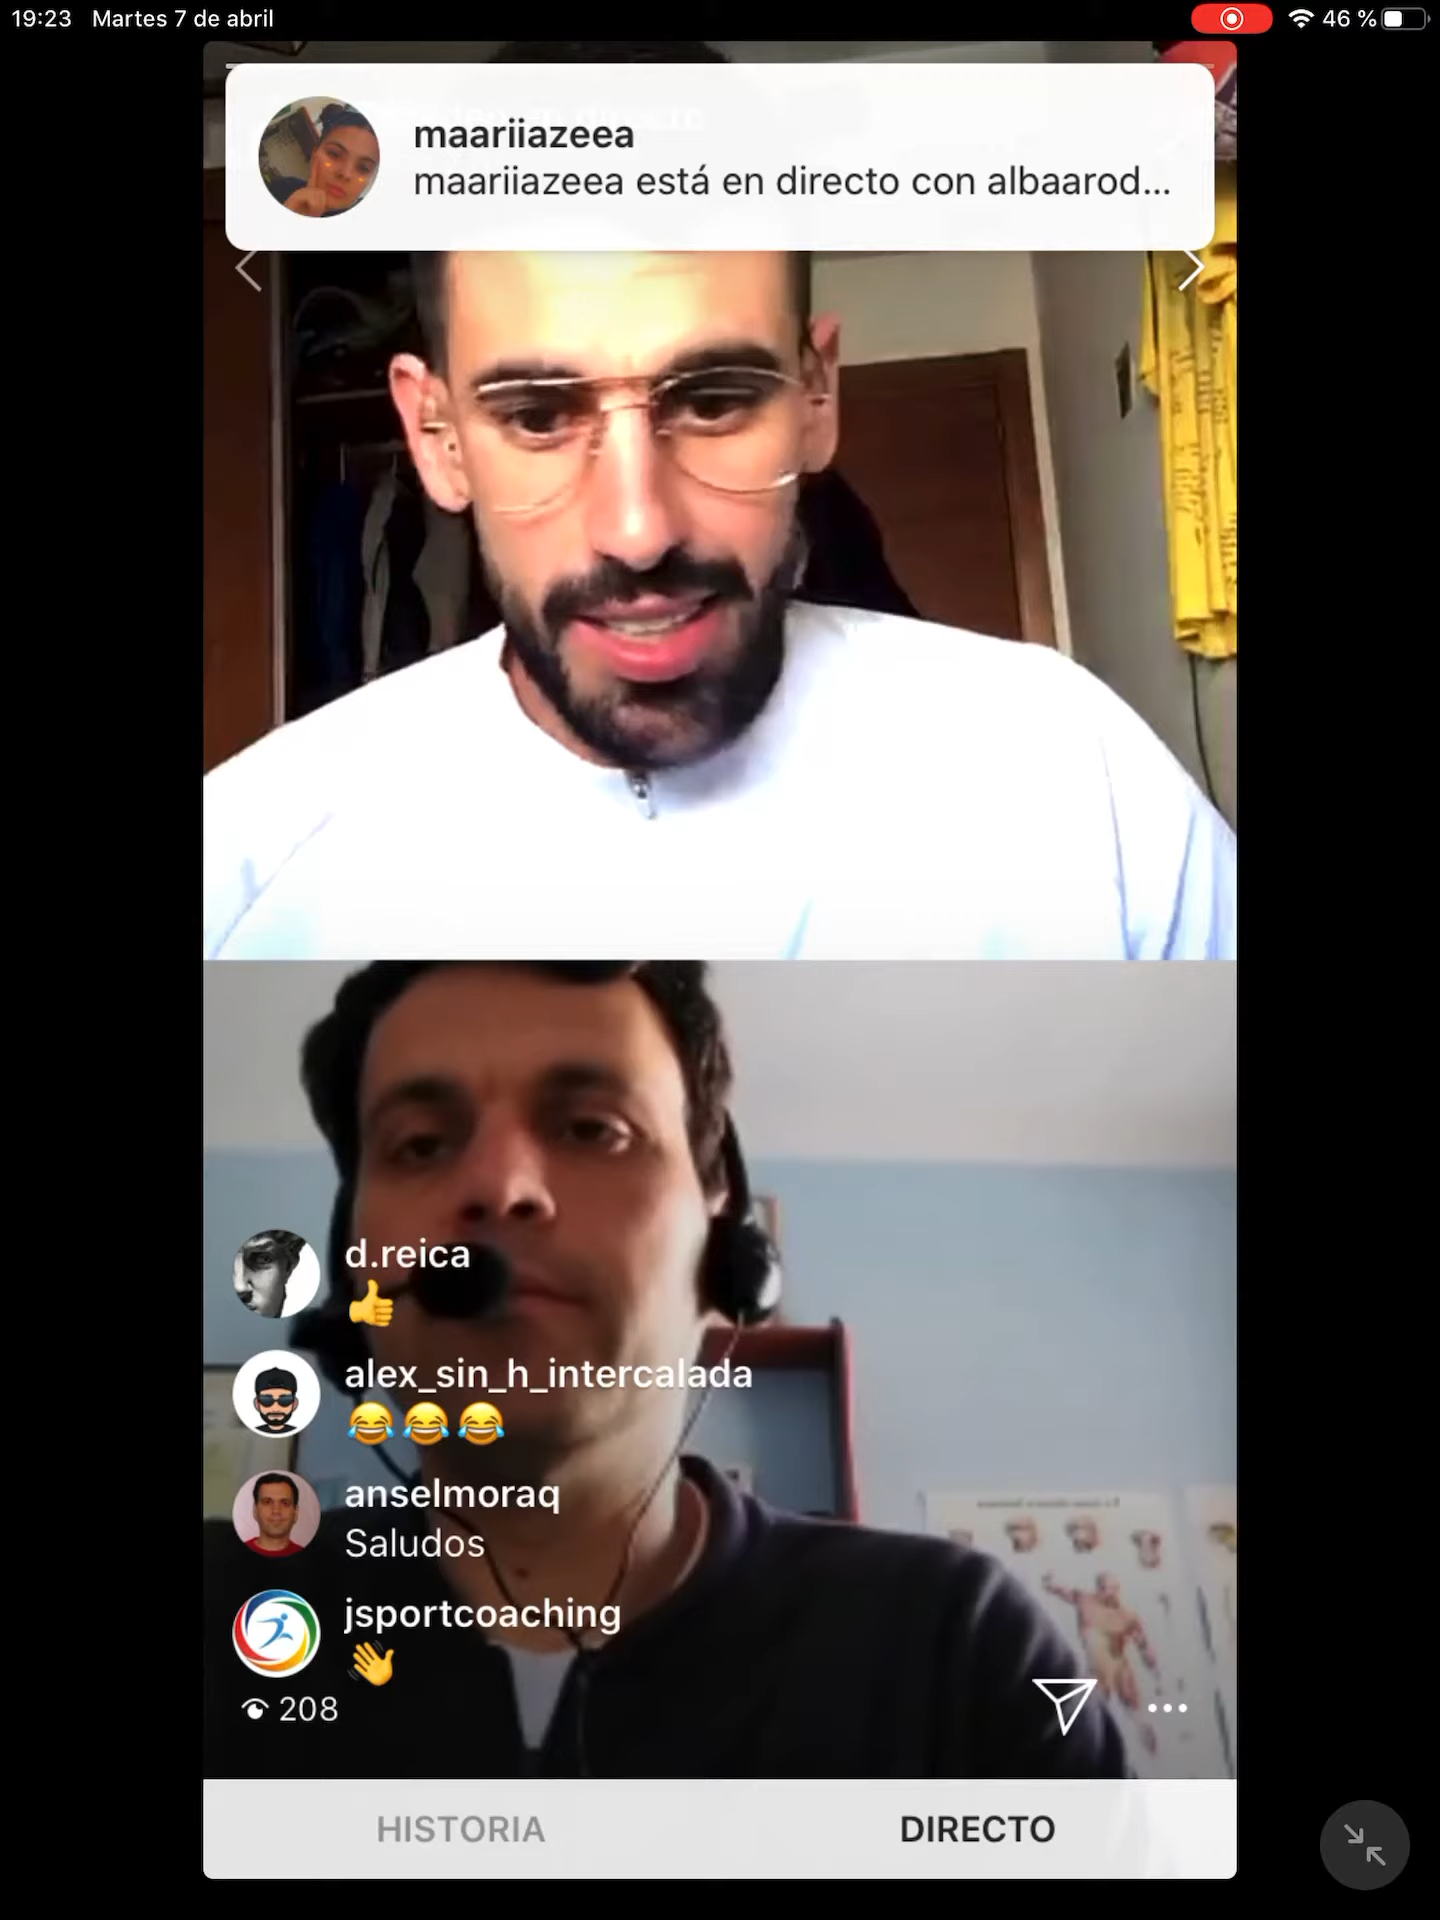 19:23 Martes 7 de abril
46 %
maariiazeea
maariiazeea está en directo con albaarod...
d.reica
👍
alex_sin_h_intercalada
😂😂😂
anselmoraq
Saludos
jsportcoaching
👋
208
HISTORIA
DIRECTO